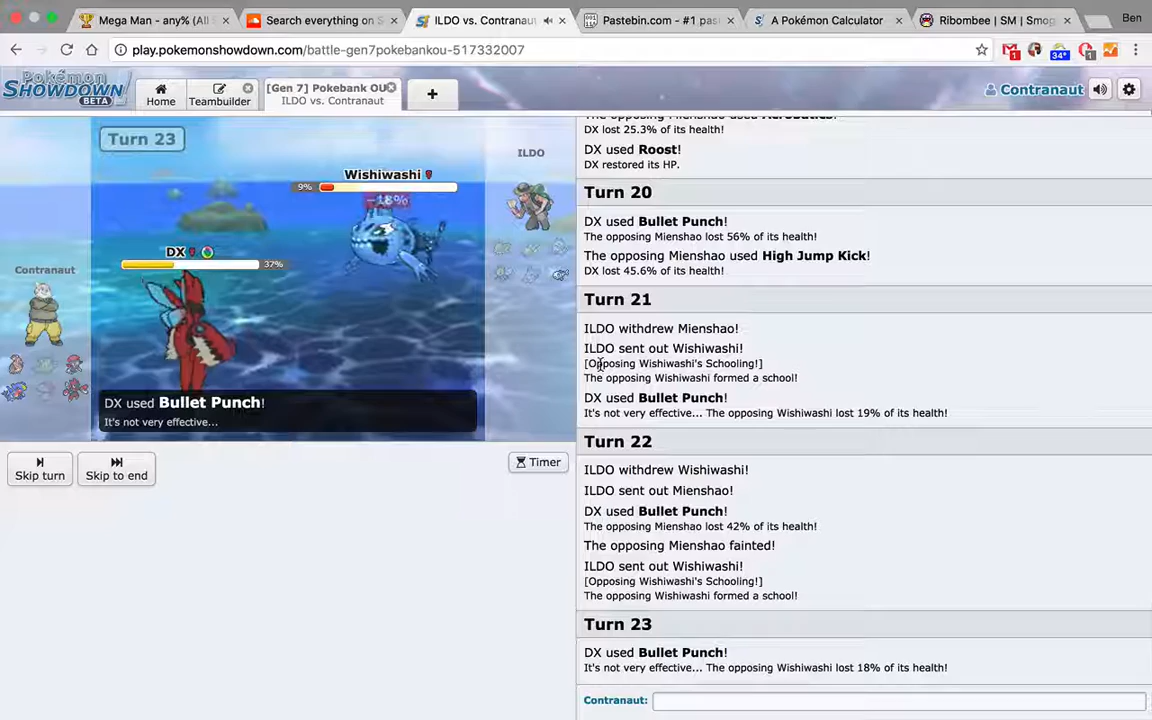 Mega Man - any% (All S
Search everything on S
ILDO vs. Contranaut
Pastebin.com - #1 pas
A Pokémon Calculator
Ribombee | SM | Smog
Ben
play.pokemonshowdown.com/battle-gen7pokebankou-517332007
1
34°
1
Pokémon
SHOWDOWN!
BETA
Home
Teambuilder
[Gen 7] Pokebank OU
ILDO vs. Contranaut
Contranaut
Turn 23
Wishiwashi
9%
−18%
DX
37%
ILDO
Contranaut
DX used Bullet Punch!
It's not very effective...
Skip turn
Skip to end
Timer
DX lost 25.3% of its health!
DX used Roost!
DX restored its HP.
Turn 20
DX used Bullet Punch!
The opposing Mienshao lost 56% of its health!
The opposing Mienshao used High Jump Kick!
DX lost 45.6% of its health!
Turn 21
ILDO withdrew Mienshao!
ILDO sent out Wishiwashi!
[Opposing Wishiwashi's Schooling!]
The opposing Wishiwashi formed a school!
DX used Bullet Punch!
It's not very effective... The opposing Wishiwashi lost 19% of its health!
Turn 22
ILDO withdrew Wishiwashi!
ILDO sent out Mienshao!
DX used Bullet Punch!
The opposing Mienshao lost 42% of its health!
The opposing Mienshao fainted!
ILDO sent out Wishiwashi!
[Opposing Wishiwashi's Schooling!]
The opposing Wishiwashi formed a school!
Turn 23
DX used Bullet Punch!
It's not very effective... The opposing Wishiwashi lost 18% of its health!
Contranaut: